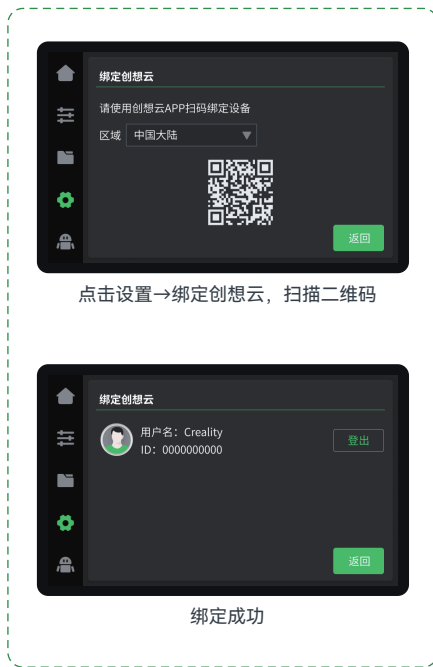 绑定创想云
请使用创想云APP扫码绑定设备
区域 中国大陆
返回
点击设置→绑定创想云，扫描二维码
绑定创想云
用户名：Creality
ID：0000000000
登出
返回
绑定成功